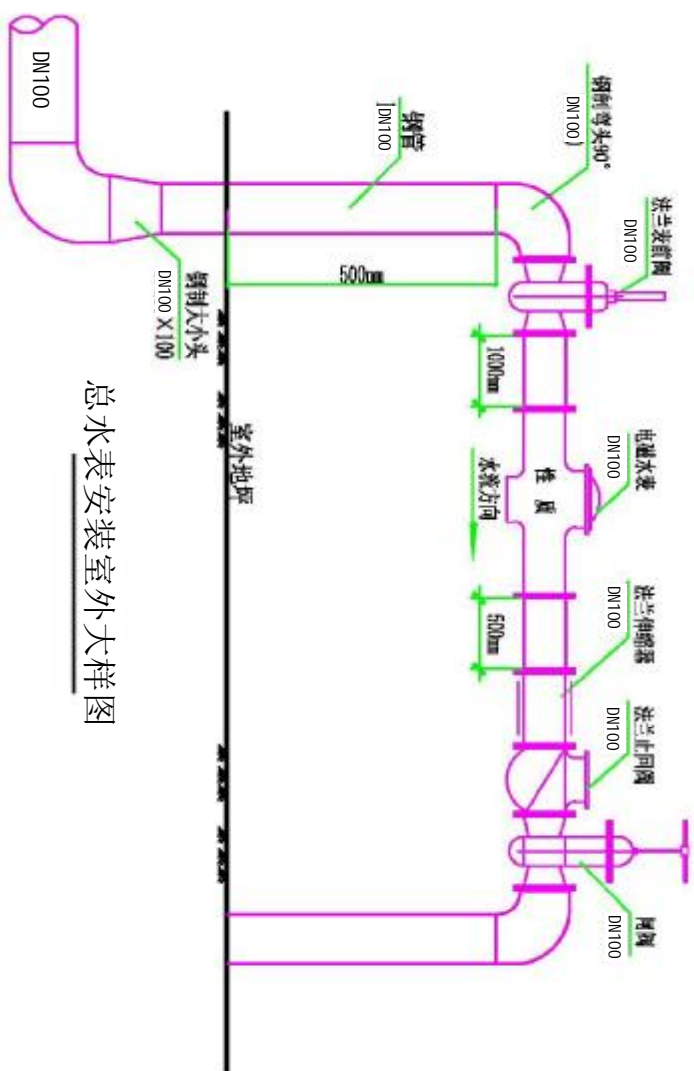 DN100
钢制大小头
DN100 X100
钢管
DN100
钢制弯头90°
DN100
500mm
法兰表前阀
DN100
1000mm
电磁水表
DN100
水流方向
500mm
法兰伸缩器
DN100
法兰止回阀
DN100
闸阀
DN100
室外地坪
总水表安装室外大样图